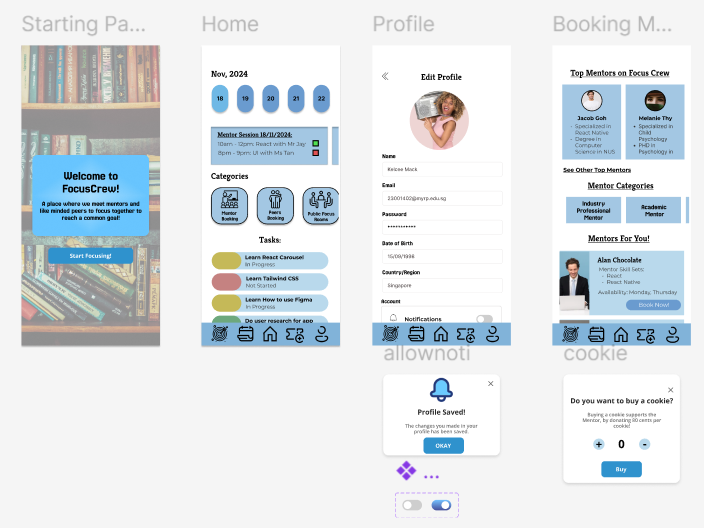 Starting Pa...
Home
Profile
Booking M...
Welcome to
FocusCrew!
A place where we meet mentors and
like minded peers to focus together to
reach a common goal!
Start Focusing!
Nov, 2024
18
19
20
21
22
Mentor Session 18/11/2024:
10am - 12pm: React with Mr Jay
8pm - 9pm: UI with Ms Tan
Categories
Mentor
Booking
Peers
Booking
Public Focus
Rooms
Tasks:
Learn React Carousel
In Progress
Learn Tailwind CSS
Not Started
Learn How to use Figma
In Progress
Do user research for app
Edit Profile
Name
Kelcee Mack
Email
23001402@myrp.edu.sg
Password
***********
Date of Birth
15/09/1996
Country/Region
Singapore
Account
Notifications
Top Mentors on Focus Crew
Jacob Goh
- Specialized in
React Native
- Degree in
Computer
Science in NUS
Melanie Thy
• Specialized in
Child
Psychology
• PHD in
Psychology in
See Other Top Mentors
Mentor Categories
Industry
Professional
Mentor
Academic
Mentor
Mentors For You!
Alan Chocolate
Mentor Skill Sets:
- React
- React Native
Availability: Monday, Thursday
Book Now!
allownoti
Profile Saved!
The changes you made in your
profile has been saved.
OKAY
...
cookie
Do you want to buy a cookie?
Buying a cookie supports the
Mentor, by donating 80 cents per
cookie!
+ 0 -
Buy